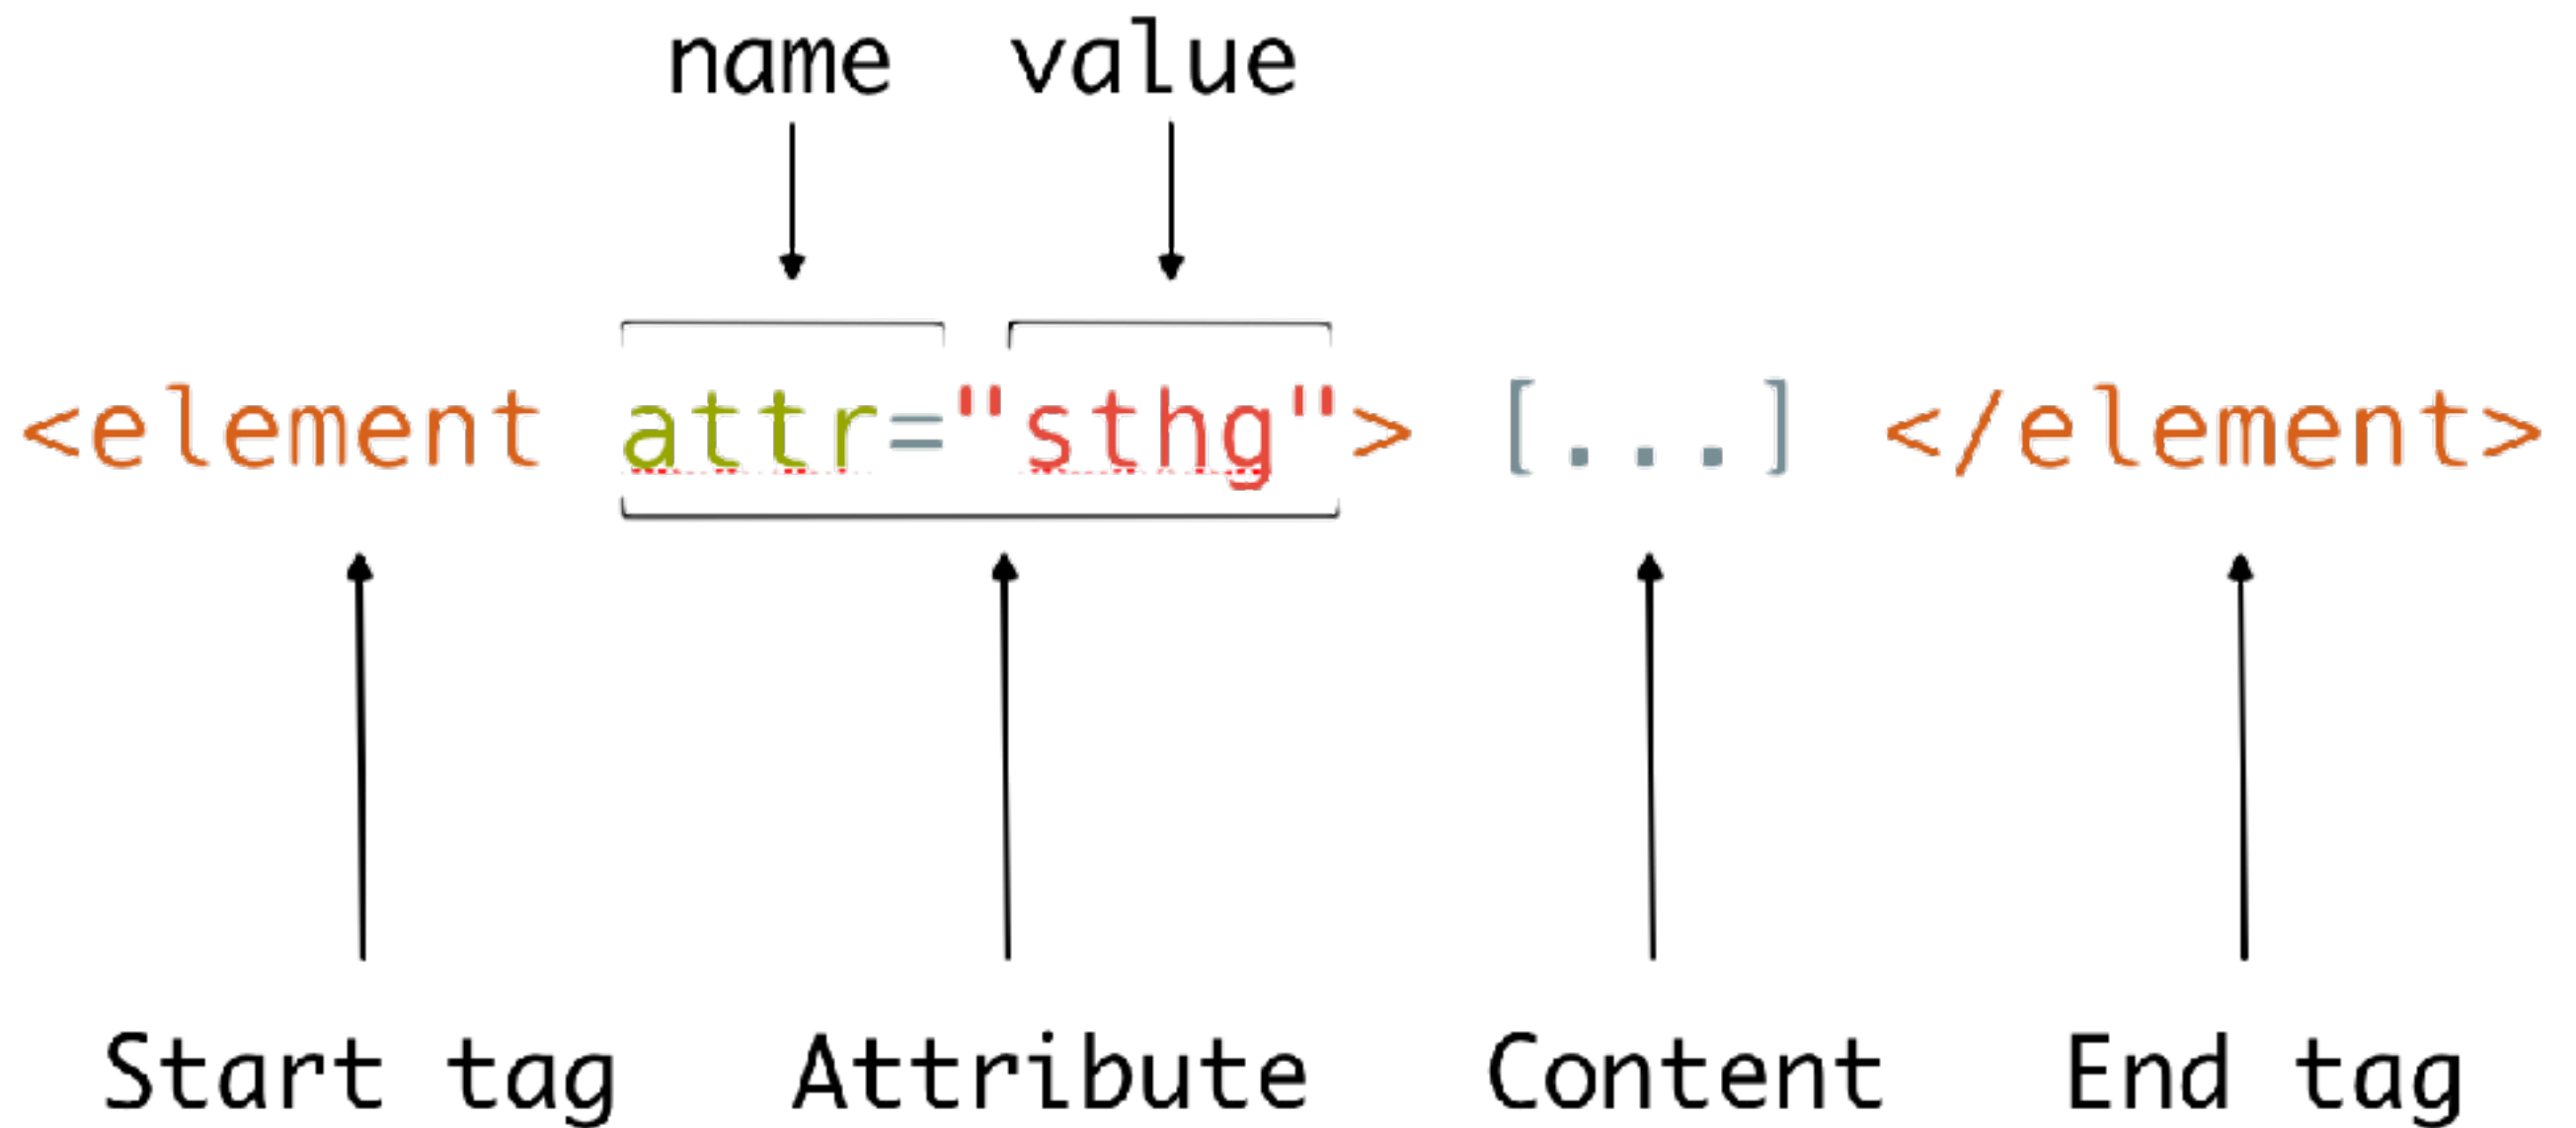 name value
<element attr="sthg"> [...] </element>
Start tag Attribute Content End tag